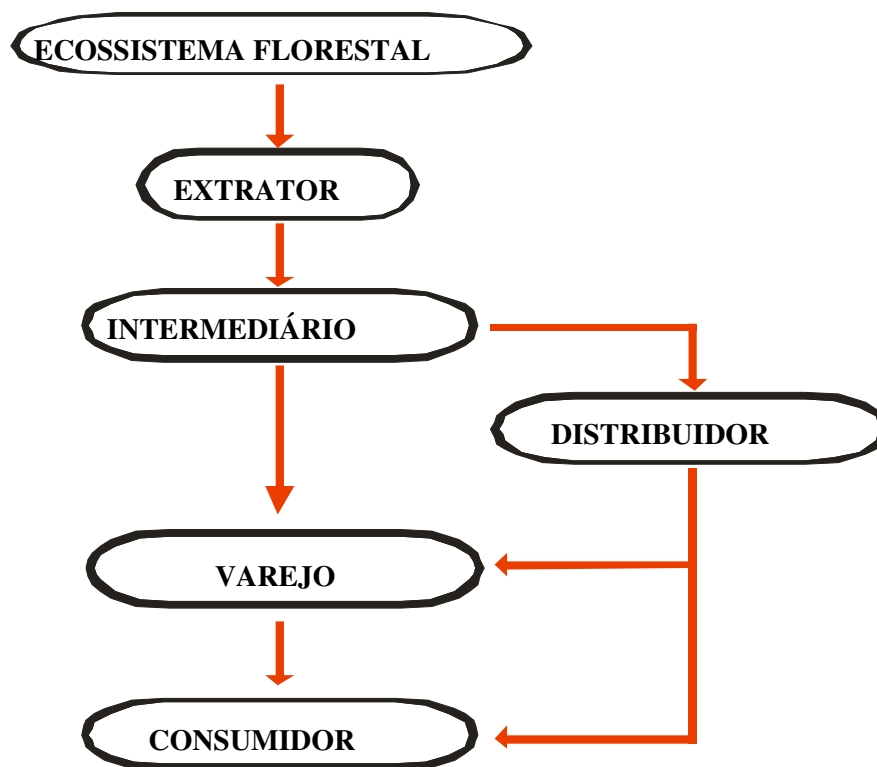 ECOSSISTEMA FLORESTAL
EXTRATOR
INTERMEDIÁRIO
DISTRIBUIDOR
VAREJO
CONSUMIDOR